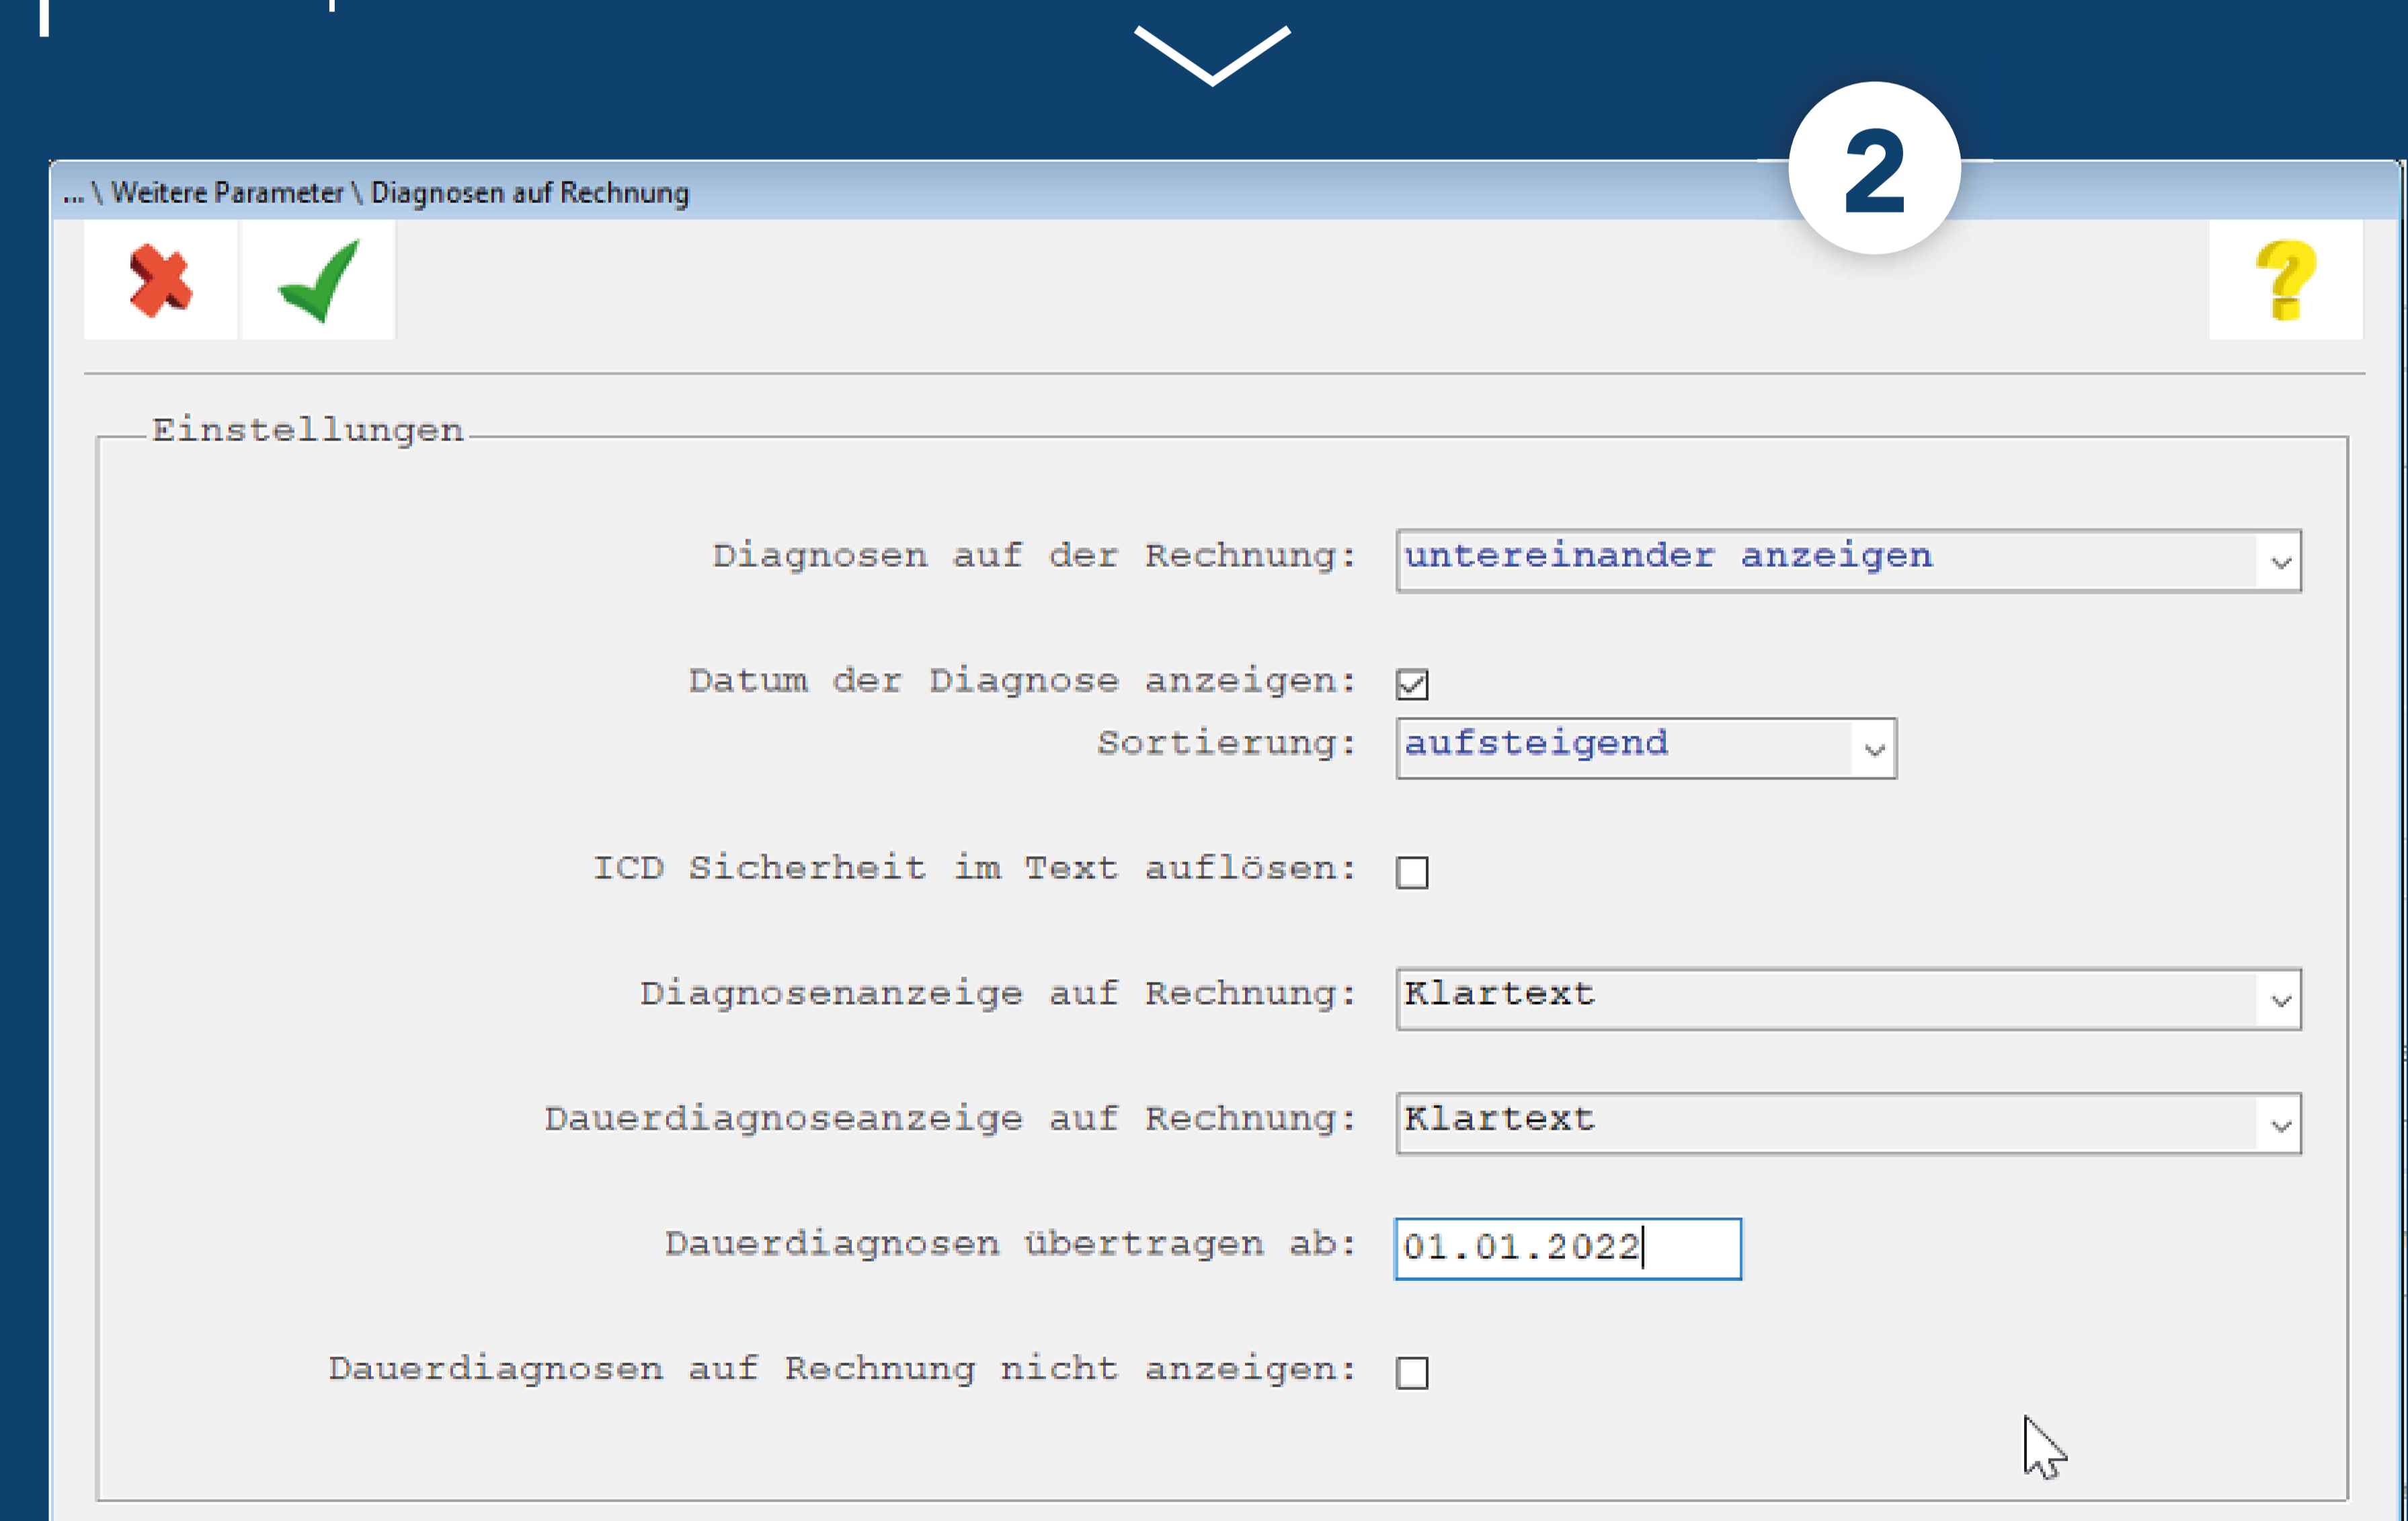 2
... \ Weitere Parameter \ Diagnosen auf Rechnung
Einstellungen
Diagnosen auf der Rechnung: untereinander anzeigen
Datum der Diagnose anzeigen:
Sortierung: aufsteigend
ICD Sicherheit im Text auflösen:
Diagnosenanzeige auf Rechnung: Klartext
Dauerdiagnoseanzeige auf Rechnung: Klartext
Dauerdiagnosen übertragen ab: 01.01.2022
Dauerdiagnosen auf Rechnung nicht anzeigen: